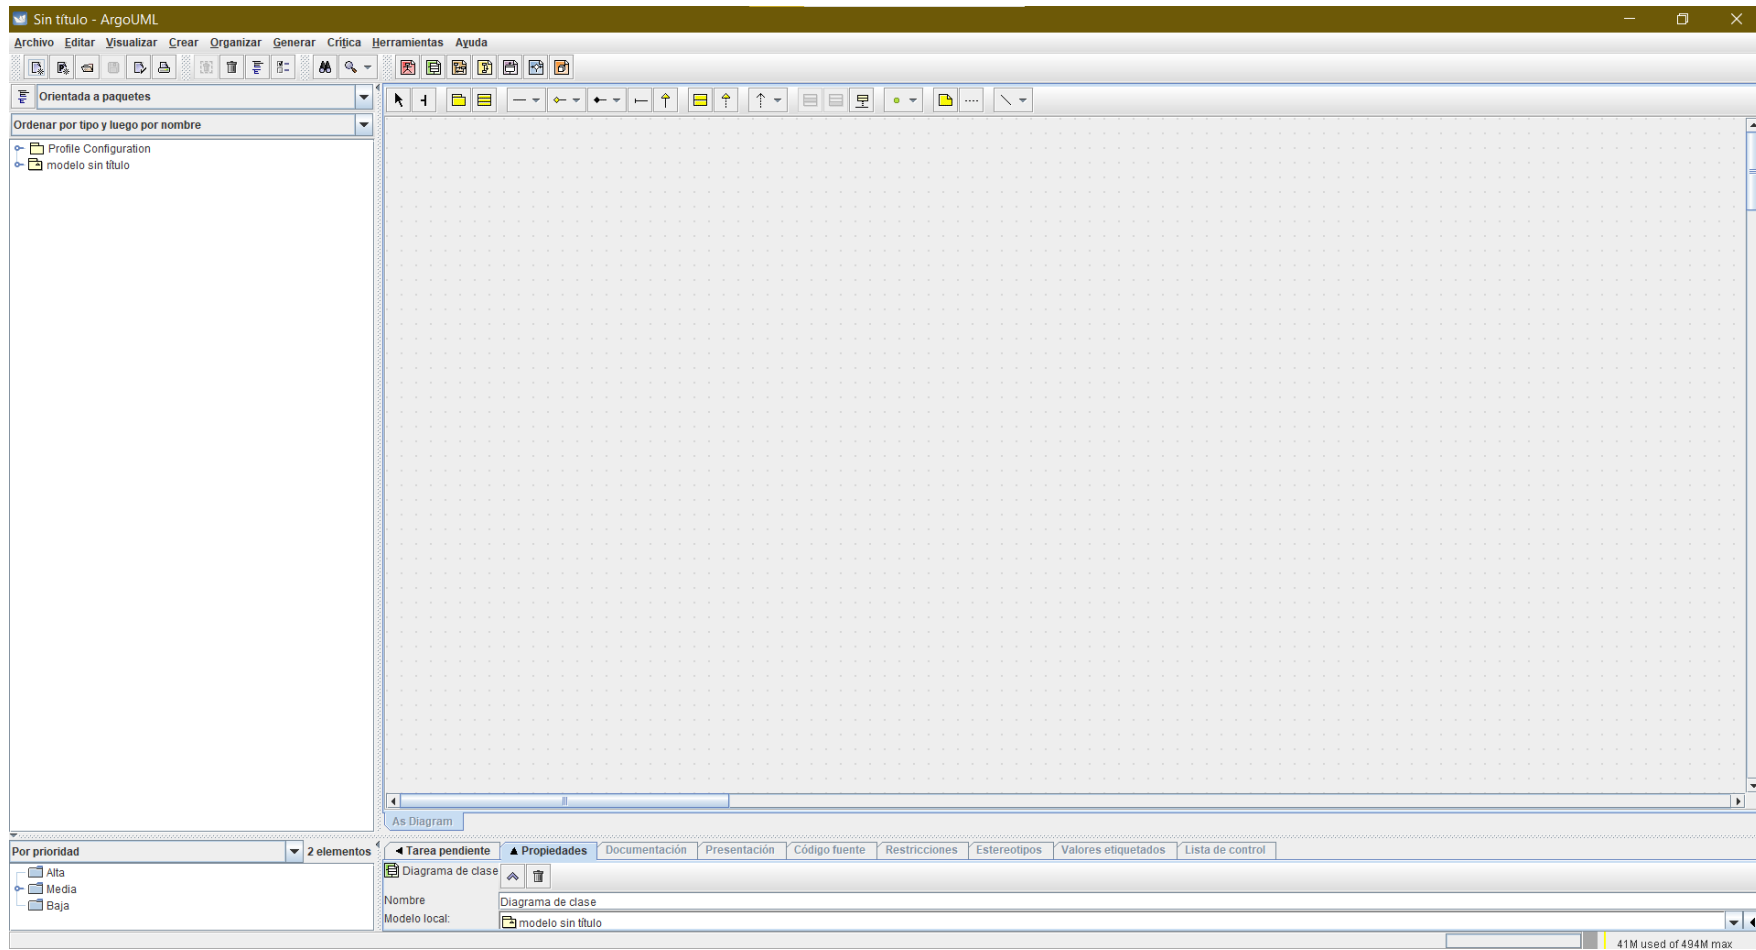 Sin título - ArgoUML
Archivo Editar Visualizar Crear Organizar Generar Crítica Herramientas Ayuda
Orientada a paquetes
Ordenar por tipo y luego por nombre
Profile Configuration
modelo sin título
As Diagram
Por prioridad 2 elementos
Alta
Media
Baja
Tarea pendiente Propiedades Documentación Presentación Código fuente Restricciones Estereotipos Valores etiquetados Lista de control
Diagrama de clase
Nombre Diagrama de clase
Modelo local: modelo sin título
41M used of 494M max